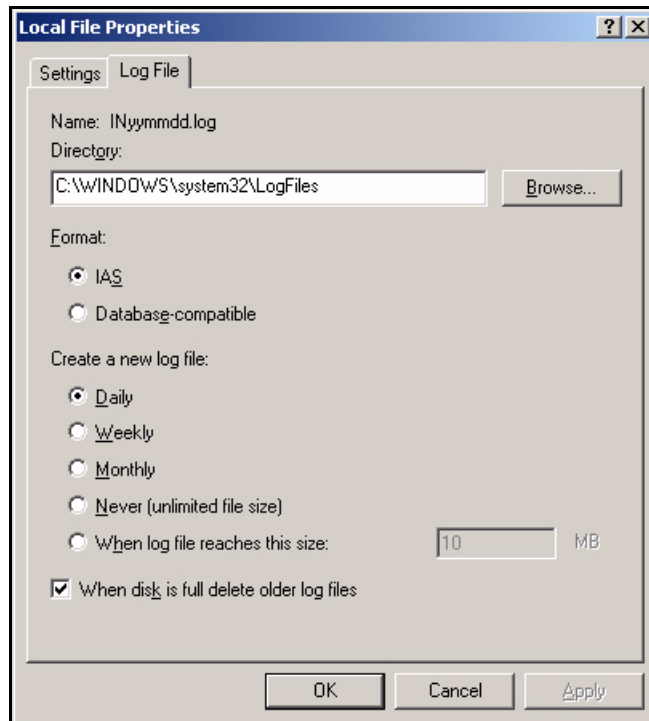 Local File Properties
Settings
Log File
Name: INyymmdd.log
Directory:
C:\WINDOWS\system32\LogFiles
Browse...
Format:
IAS
Database-compatible
Create a new log file:
Daily
Weekly
Monthly
Never (unlimited file size)
When log file reaches this size:
10
MB
When disk is full delete older log files
OK
Cancel
Apply